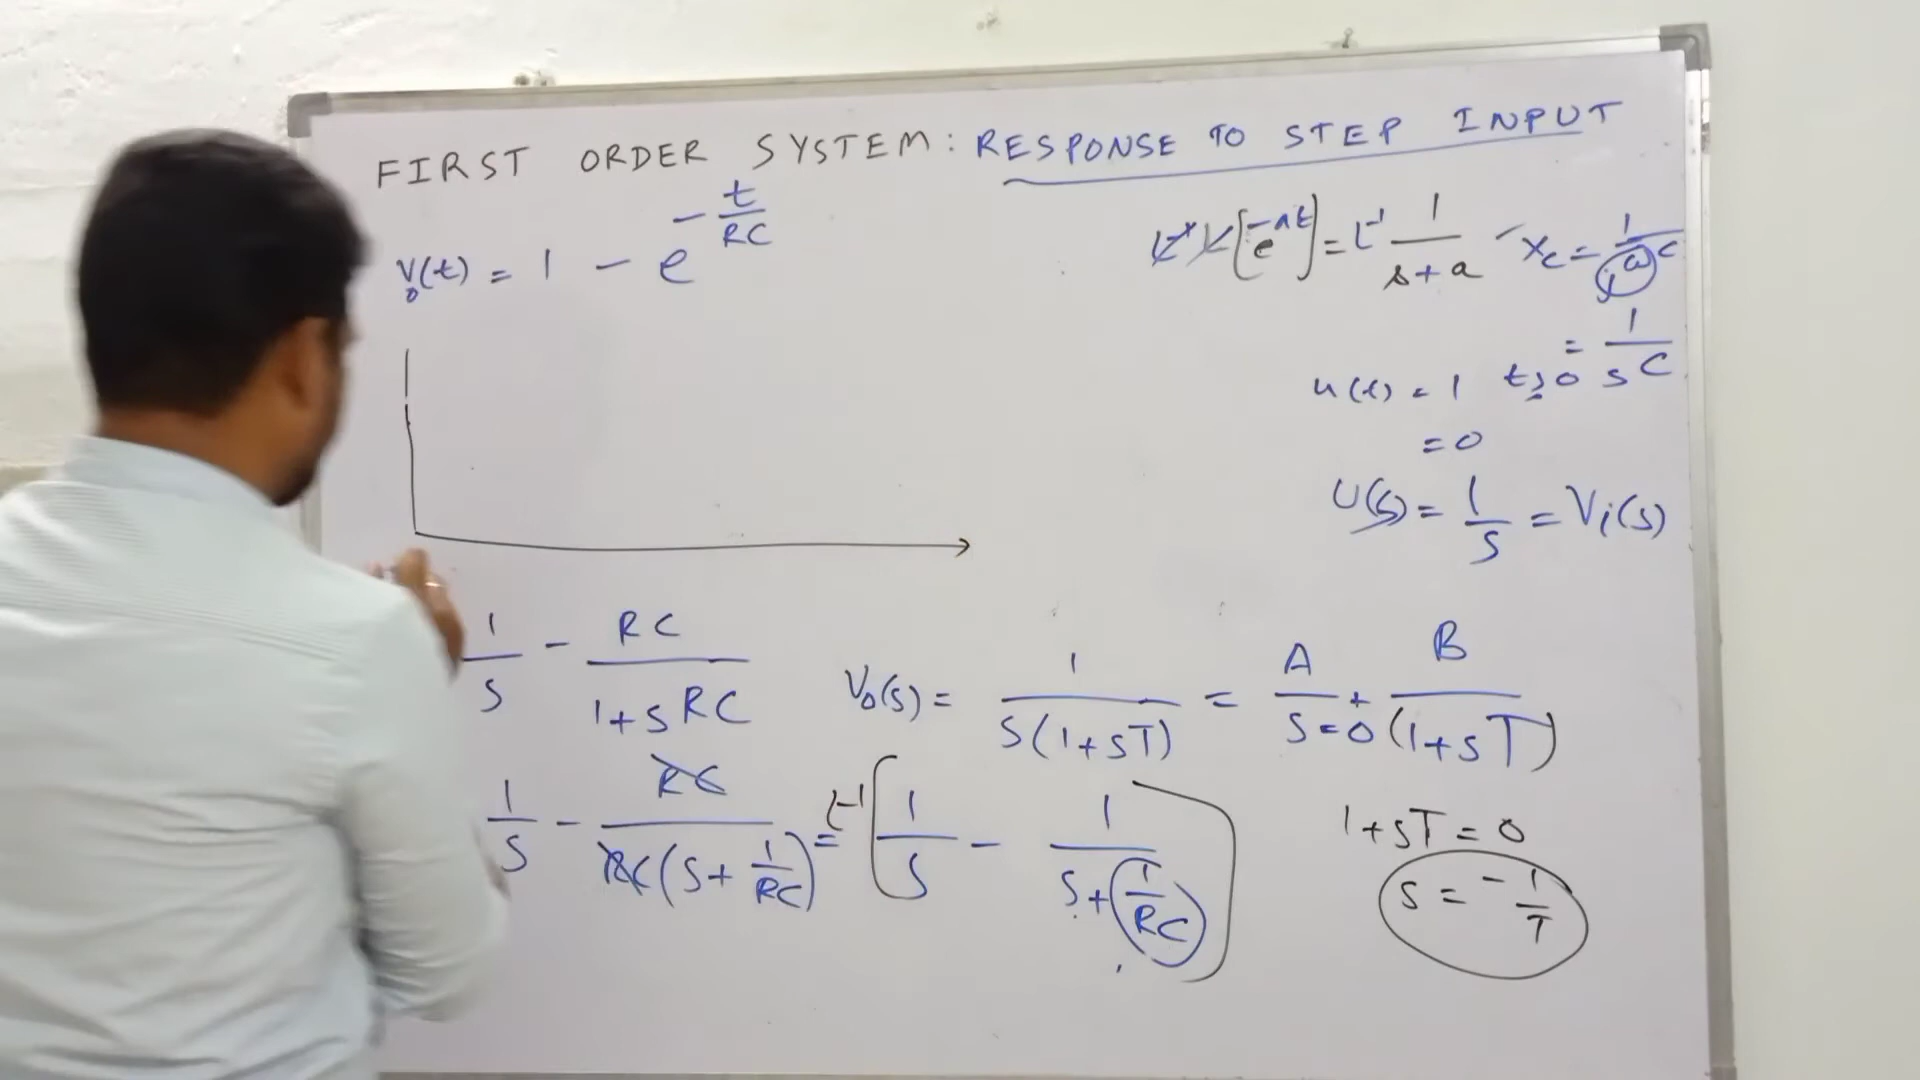 FIRST ORDER SYSTEM: RESPONSE TO STEP INPUT
V₀(t) = 1 - e^(-t/RC)
[e^(-at)] = L⁻¹ 1/(s+a)
Xc = 1/(jωC)
= 1/(sC)
u(t) = 1 t≥0
= 0
U(s) = 1/S = Vi(s)
1/S - RC/(1+SRC)
V₀(s) = 1/(S(1+ST)) = A/(S=0) + B/(1+ST)
1/S - RC/(RC(S+1/RC)) = L⁻¹[1/S - 1/(S+1/RC)]
1+ST = 0
S = -1/T